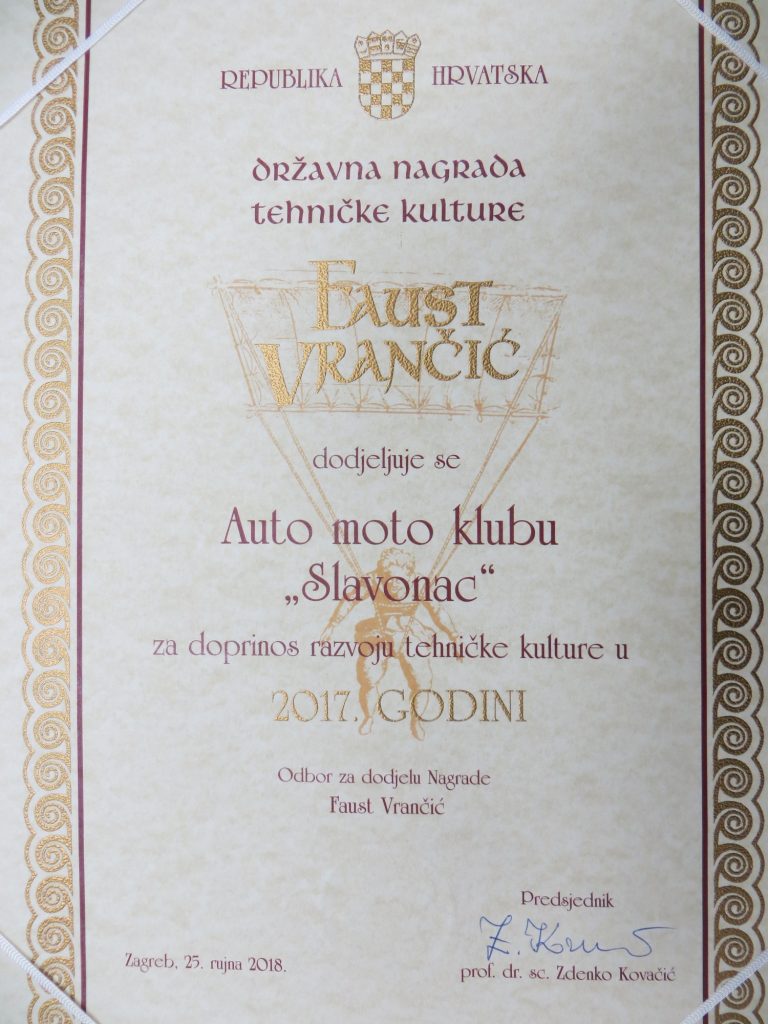 REPUBLIKA HRVATSKA
DRŽAVNA NAGRADA
TEHNIČKE KULTURE
FAUST
VRANČIĆ
dodjeljuje se
Auto moto klubu
„Slavonac“
za doprinos razvoju tehničke kulture u
2017. GODINI
Odbor za dodjelu Nagrade
Faust Vrančić
Predsjednik
Zagreb, 25. rujna 2018.
prof. dr. sc. Zdenko Kovačić